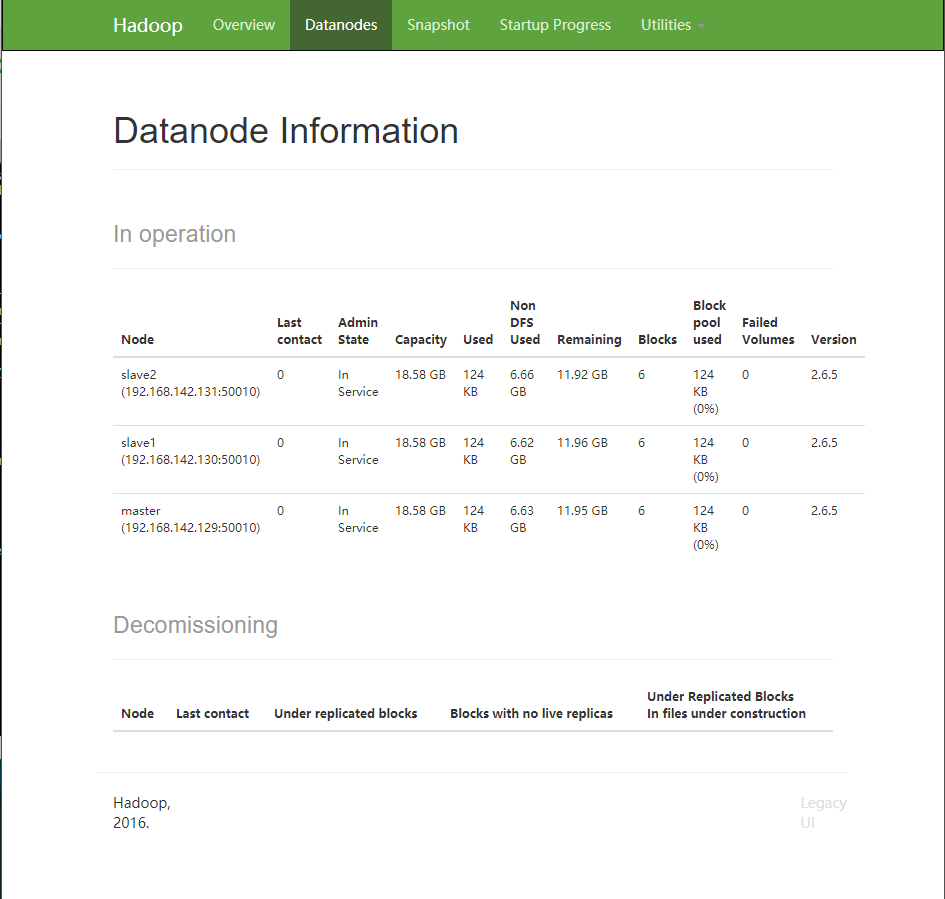 Hadoop Overview Datanodes Snapshot Startup Progress Utilities
Datanode Information
In operation
Node Last contact Admin State Capacity Used Non DFS Used Remaining Blocks Block pool used Failed Volumes Version
slave2 (192.168.142.131:50010) 0 In Service 18.58 GB 124 KB 6.66 GB 11.92 GB 6 124 KB (0%) 0 2.6.5
slave1 (192.168.142.130:50010) 0 In Service 18.58 GB 124 KB 6.62 GB 11.96 GB 6 124 KB (0%) 0 2.6.5
master (192.168.142.129:50010) 0 In Service 18.58 GB 124 KB 6.63 GB 11.95 GB 6 124 KB (0%) 0 2.6.5
Decomissioning
Node Last contact Under replicated blocks Blocks with no live replicas Under Replicated Blocks In files under construction
Hadoop, 
2016.
Legacy
UI